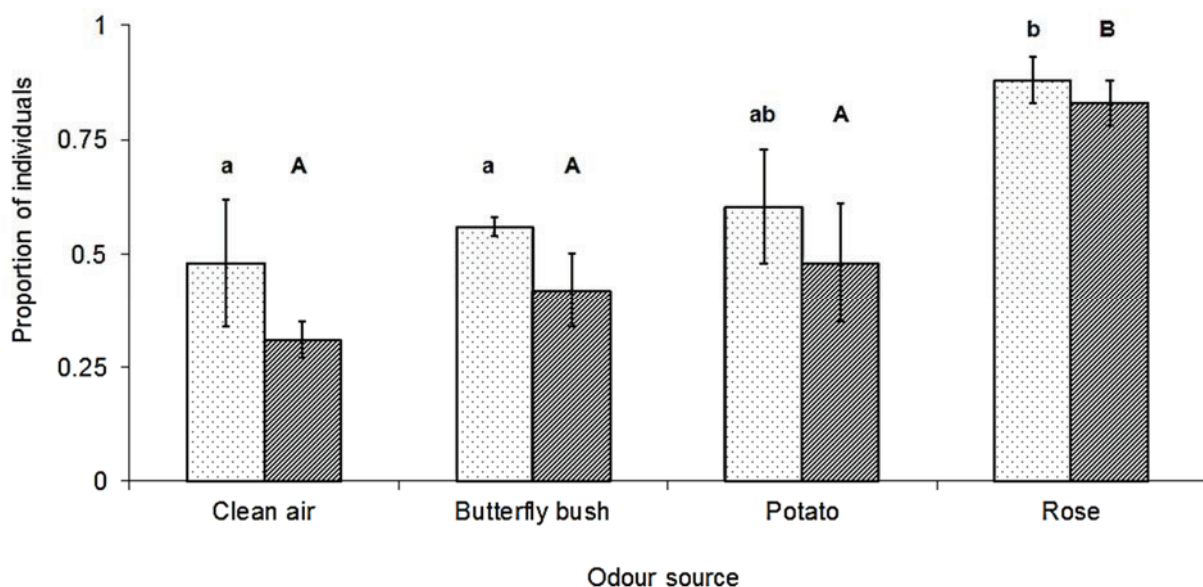 Proportion of individuals
1
0.75
0.5
0.25
0
a A a A ab A b B
Clean air Butterfly bush Potato Rose
Odour source